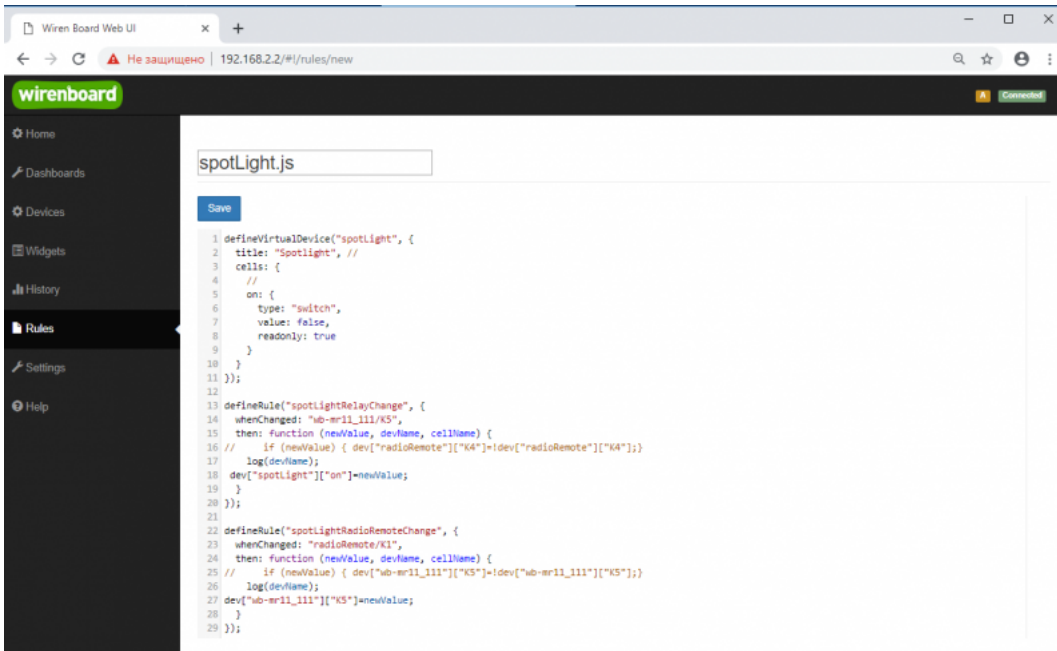 Wiren Board Web UI
Не защищено 192.168.2.2/#!/rules/new
wirenboard
A Connected
Home
Dashboards
Devices
Widgets
History
Rules
Settings
Help
spotLight.js
Save
1 defineVirtualDevice("spotLight", {
2 title: "Spotlight", //
3 cells: {
4 //
5 on: {
6 type: "switch",
7 value: false,
8 readonly: true
9 }
10 }
11 });
12
13 defineRule("spotLightRelayChange", {
14 whenChanged: "wb-mr11_111/K5",
15 then: function (newValue, devName, cellName) {
16 // if (newValue) { dev["radioRemote"]["K4"]=!dev["radioRemote"]["K4"];}
17 log(devName);
18 dev["spotLight"]["on"]=newValue;
19 }
20 });
21
22 defineRule("spotLightRadioRemoteChange", {
23 whenChanged: "radioRemote/K1",
24 then: function (newValue, devName, cellName) {
25 // if (newValue) { dev["wb-mr11_111"]["K5"]=!dev["wb-mr11_111"]["K5"];}
26 log(devName);
27 dev["wb-mr11_111"]["K5"]=newValue;
28 }
29 });